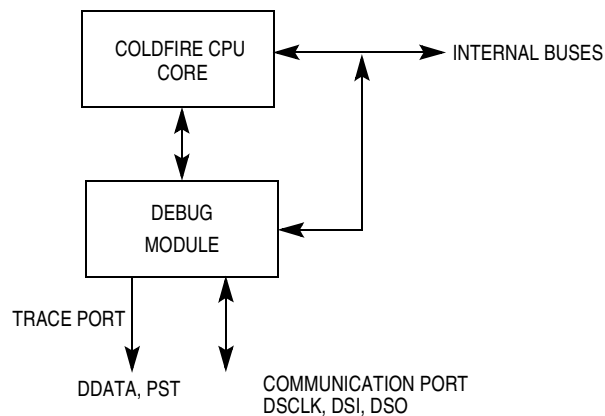 COLDFIRE CPU
CORE
INTERNAL BUSES
DEBUG
MODULE
TRACE PORT
DDATA, PST
COMMUNICATION PORT
DSCLK, DSI, DSO